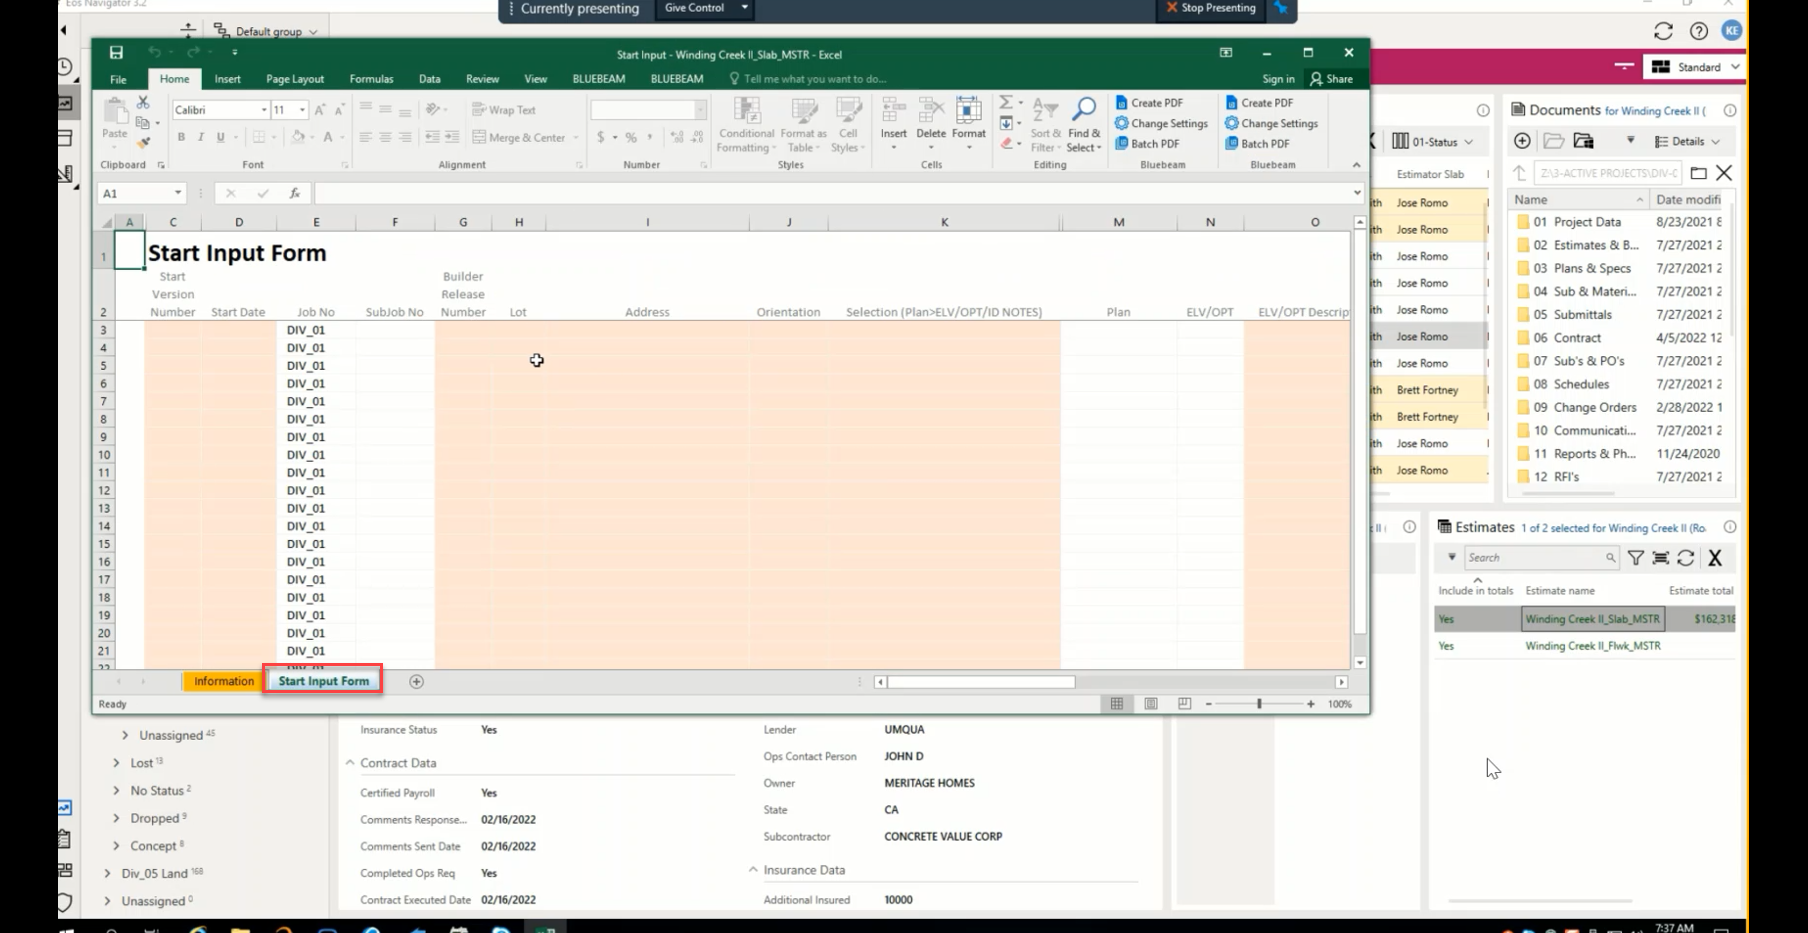 Eos Navigator 3.2
Currently presenting
Give Control
Stop Presenting
Default group
KE
Standard
Start Input - Winding Creek II_Slab_MSTR - Excel
File Home Insert Page Layout Formulas Data Review View BLUEBEAM BLUEBEAM Tell me what you want to do... Sign in Share
Paste
Calibri 11
B I U
Wrap Text
Merge & Center
$ % ,
Conditional Formatting
Format as Table
Cell Styles
Insert Delete Format
Sort & Filter
Find & Select
Create PDF
Change Settings
Batch PDF
Create PDF
Change Settings
Batch PDF
Clipboard Font Alignment Number Styles Cells Editing Bluebeam Bluebeam
A1 fx
A C D E F G H I J K M N O
1 Start Input Form
2 Start Version Number Start Date Job No SubJob No Builder Release Number Lot Address Orientation Selection (Plan>ELV/OPT/ID NOTES) Plan ELV/OPT ELV/OPT Descrip
3 DIV_01
4 DIV_01
5 DIV_01
6 DIV_01
7 DIV_01
8 DIV_01
9 DIV_01
10 DIV_01
11 DIV_01
12 DIV_01
13 DIV_01
14 DIV_01
15 DIV_01
16 DIV_01
17 DIV_01
18 DIV_01
19 DIV_01
20 DIV_01
21 DIV_01
22 DIV_01
Information Start Input Form
Ready 100%
01-Status
Estimator Slab
ith Jose Romo
ith Jose Romo
ith Jose Romo
ith Jose Romo
ith Jose Romo
ith Jose Romo
ith Jose Romo
ith Brett Fortney
ith Brett Fortney
ith Jose Romo
ith Jose Romo
Documents for Winding Creek II (
Details
Z:\3-ACTIVE PROJECTS\DIV-C
Name Date modifi
01 Project Data 8/23/2021 8
02 Estimates & B... 7/27/2021 2
03 Plans & Specs 7/27/2021 2
04 Sub & Materi... 7/27/2021 2
05 Submittals 7/27/2021 2
06 Contract 4/5/2022 12
07 Sub's & PO's 7/27/2021 2
08 Schedules 7/27/2021 2
09 Change Orders 2/28/2022 1
10 Communicati... 7/27/2021 2
11 Reports & Ph... 11/24/2020
12 RFI's 7/27/2021 2
Estimates 1 of 2 selected for Winding Creek II (Ro
Search
Include in totals Estimate name Estimate total
Yes Winding Creek II_Slab_MSTR $162,318
Yes Winding Creek II_Flwk_MSTR
Unassigned 45
Lost 13
No Status 2
Dropped 9
Concept 8
Div_05 Land 168
Unassigned 0
Insurance Status Yes
Contract Data
Certified Payroll Yes
Comments Response... 02/16/2022
Comments Sent Date 02/16/2022
Completed Ops Req Yes
Contract Executed Date 02/16/2022
Lender UMQUA
Ops Contact Person JOHN D
Owner MERITAGE HOMES
State CA
Subcontractor CONCRETE VALUE CORP
Insurance Data
Additional Insured 10000
7:37 AM